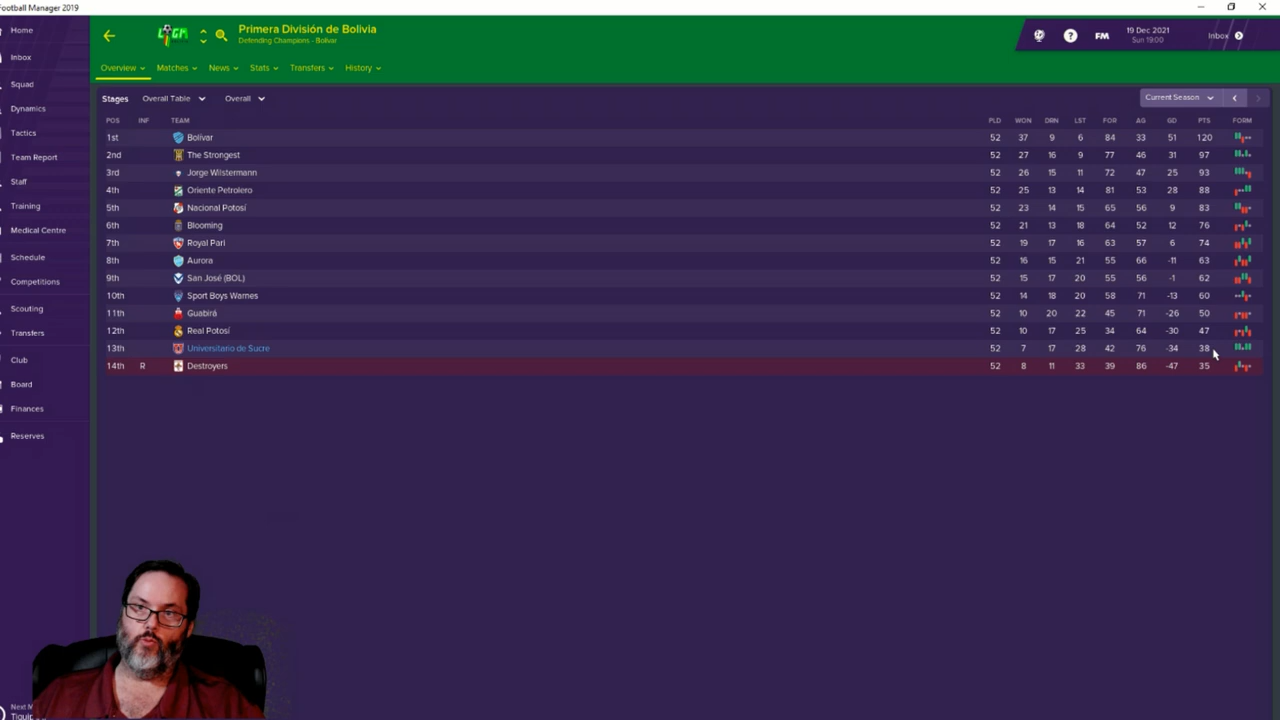 Football Manager 2019
Home
Inbox
Squad
Dynamics
Tactics
Team Report
Staff
Training
Medical Centre
Schedule
Competitions
Scouting
Transfers
Club
Board
Finances
Reserves
Primera División de Bolivia
Defending Champions - Bolívar
FM
19 Dec 2021
Sun 19:00
Inbox
Overview Matches News Stats Transfers History
Stages Overall Table Overall Current Season
POS INF TEAM PLD WON DRN LST FOR AG GD PTS FORM
1st Bolívar 52 37 9 6 84 33 51 120
2nd The Strongest 52 27 16 9 77 46 31 97
3rd Jorge Wilstermann 52 26 15 11 72 47 25 93
4th Oriente Petrolero 52 25 13 14 81 53 28 88
5th Nacional Potosí 52 23 14 15 65 56 9 83
6th Blooming 52 21 13 18 64 52 12 76
7th Royal Pari 52 19 17 16 63 57 6 74
8th Aurora 52 16 15 21 55 66 -11 63
9th San José (BOL) 52 15 17 20 55 56 -1 62
10th Sport Boys Warnes 52 14 18 20 58 71 -13 60
11th Guabirá 52 10 20 22 45 71 -26 50
12th Real Potosí 52 10 17 25 34 64 -30 47
13th Universitario de Sucre 52 7 17 28 42 76 -34 38
14th R Destroyers 52 8 11 33 39 86 -47 35
Next M